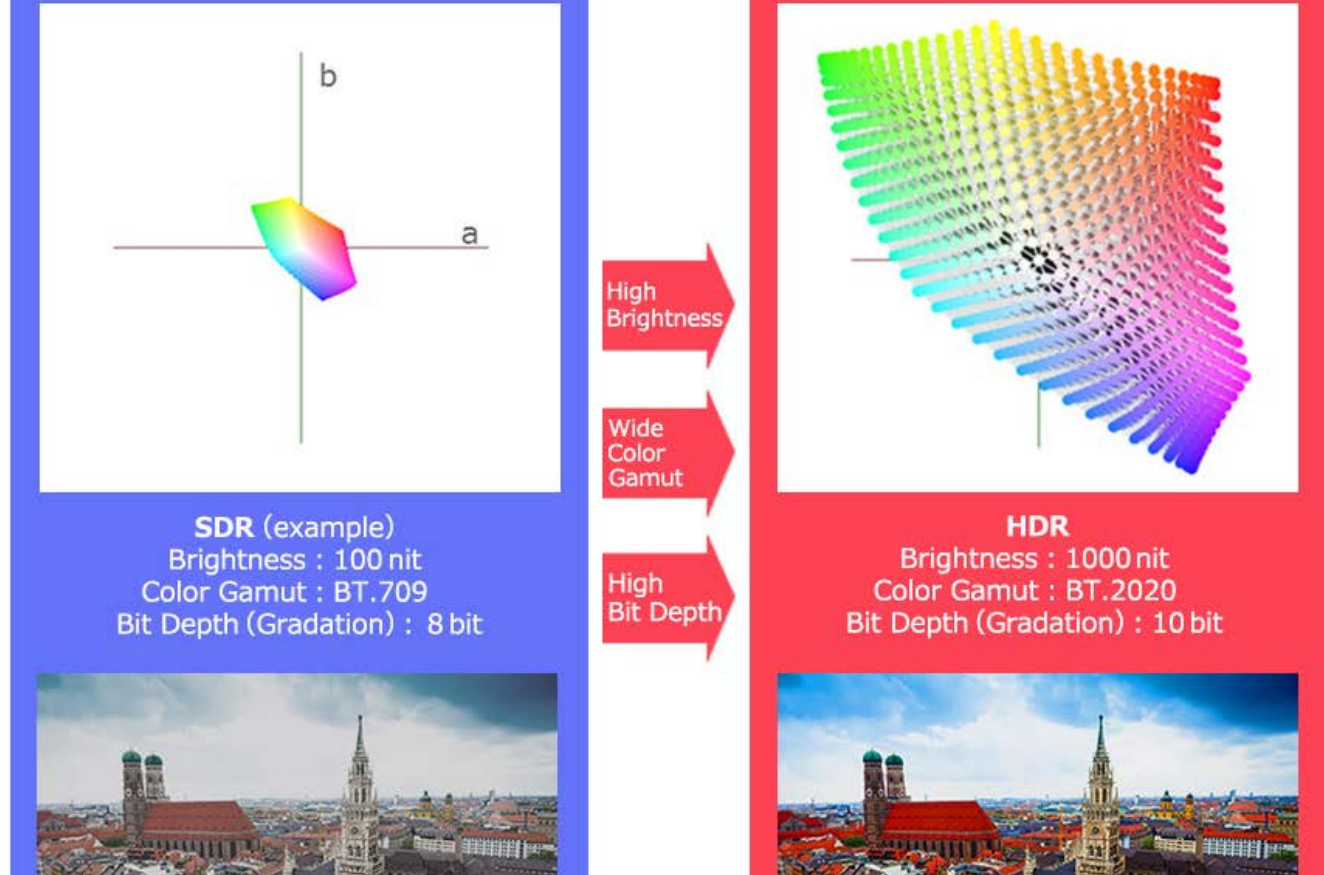 b
a
SDR (example)
Brightness : 100 nit
Color Gamut : BT.709
Bit Depth (Gradation) : 8 bit
High
Brightness
Wide
Color
Gamut
High
Bit Depth
HDR
Brightness : 1000 nit
Color Gamut : BT.2020
Bit Depth (Gradation) : 10 bit